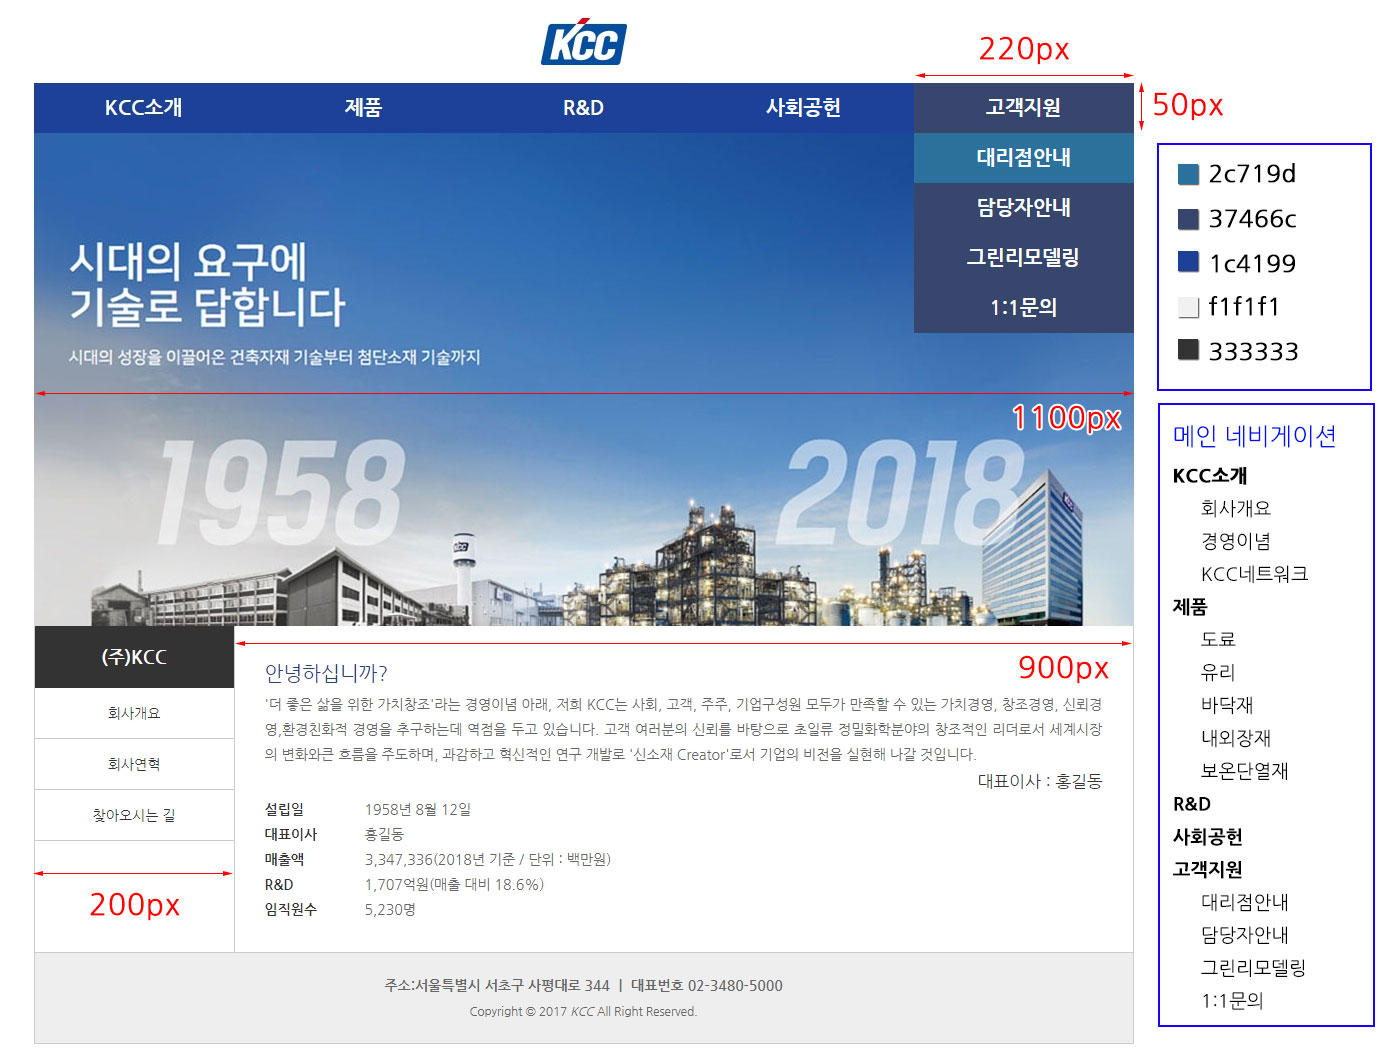 KCC
220px
50px
KCC소개 제품 R&D 사회공헌 고객지원
대리점안내
담당자안내
그린리모델링
1:1문의
시대의 요구에
기술로 답합니다
시대의 성장을 이끌어온 건축자재 기술부터 첨단소재 기술까지
1100px
1958 2018
KCC
KCC
2c719d
37466c
1c4199
f1f1f1
333333
메인 네비게이션
KCC소개
회사개요
경영이념
KCC네트워크
제품
도료
유리
바닥재
내외장재
보온단열재
R&D
사회공헌
고객지원
대리점안내
담당자안내
그린리모델링
1:1문의
(주)KCC
회사개요
회사연혁
찾아오시는 길
200px
900px
안녕하십니까?
'더 좋은 삶을 위한 가치창조'라는 경영이념 아래, 저희 KCC는 사회, 고객, 주주, 기업구성원 모두가 만족할 수 있는 가치경영, 창조경영, 신뢰경
영,환경친화적 경영을 추구하는데 역점을 두고 있습니다. 고객 여러분의 신뢰를 바탕으로 초일류 정밀화학분야의 창조적인 리더로서 세계시장
의 변화와큰 흐름을 주도하며, 과감하고 혁신적인 연구 개발로 '신소재 Creator'로서 기업의 비전을 실현해 나갈 것입니다.
대표이사 : 홍길동
설립일 1958년 8월 12일
대표이사 홍길동
매출액 3,347,336(2018년 기준 / 단위 : 백만원)
R&D 1,707억원(매출 대비 18.6%)
임직원수 5,230명
주소:서울특별시 서초구 사평대로 344 ㅣ 대표번호 02-3480-5000
Copyright © 2017 KCC All Right Reserved.